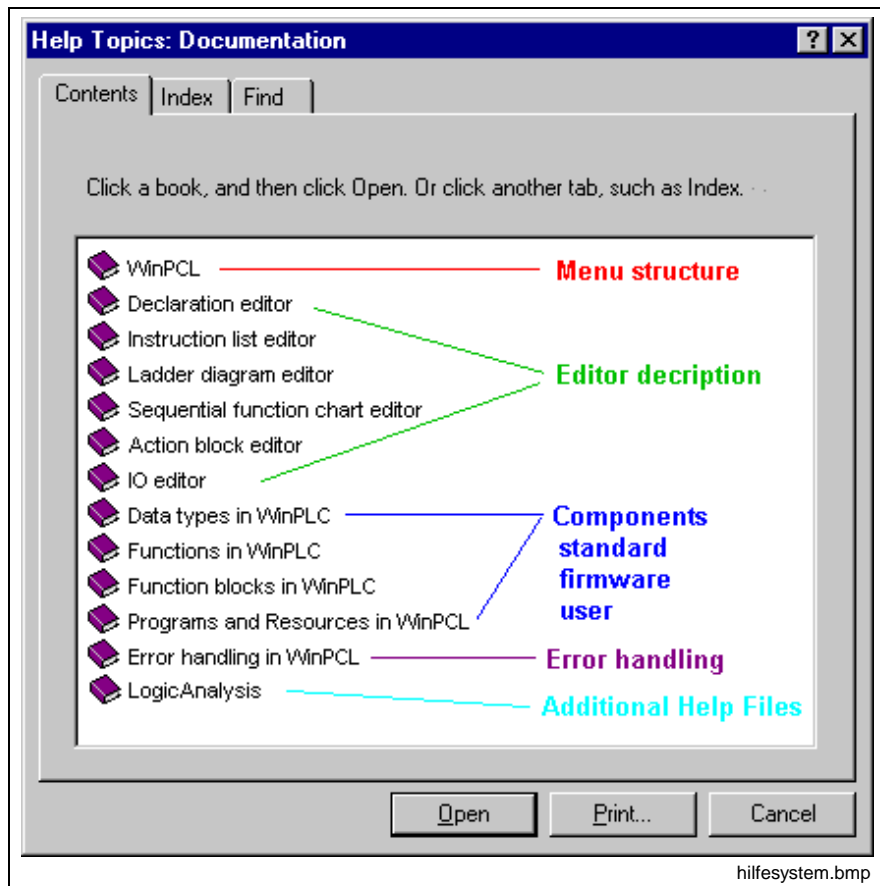 Help Topics: Documentation
Contents Index Find
Click a book, and then click Open. Or click another tab, such as Index.
WinPCL Menu structure
Declaration editor
Instruction list editor
Ladder diagram editor Editor decription
Sequential function chart editor
Action block editor
IO editor
Data types in WinPLC Components
Functions in WinPLC standard
Function blocks in WinPLC firmware
Programs and Resources in WinPCL user
Error handling in WinPCL Error handling
LogicAnalysis Additional Help Files
Open Print... Cancel
hilfesystem.bmp